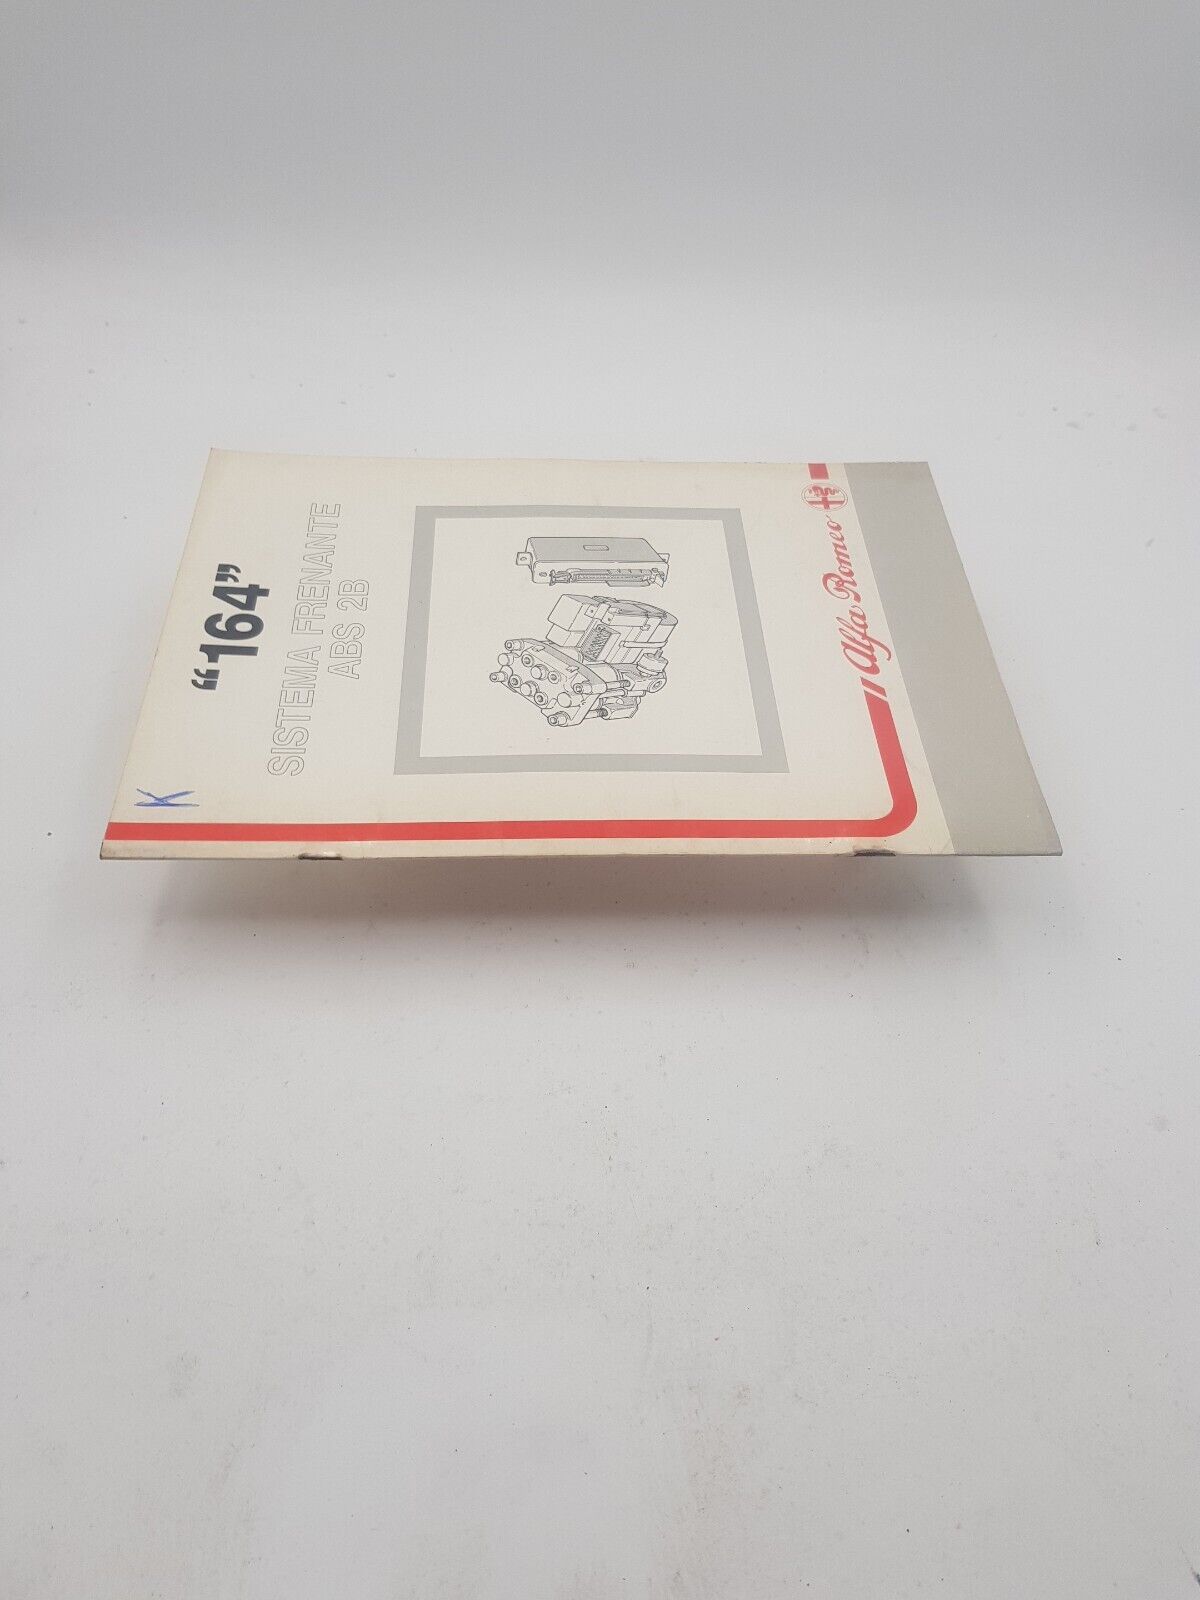 “164”
SISTEMA FRENANTE
ABS 2B
K
Alfa Romeo